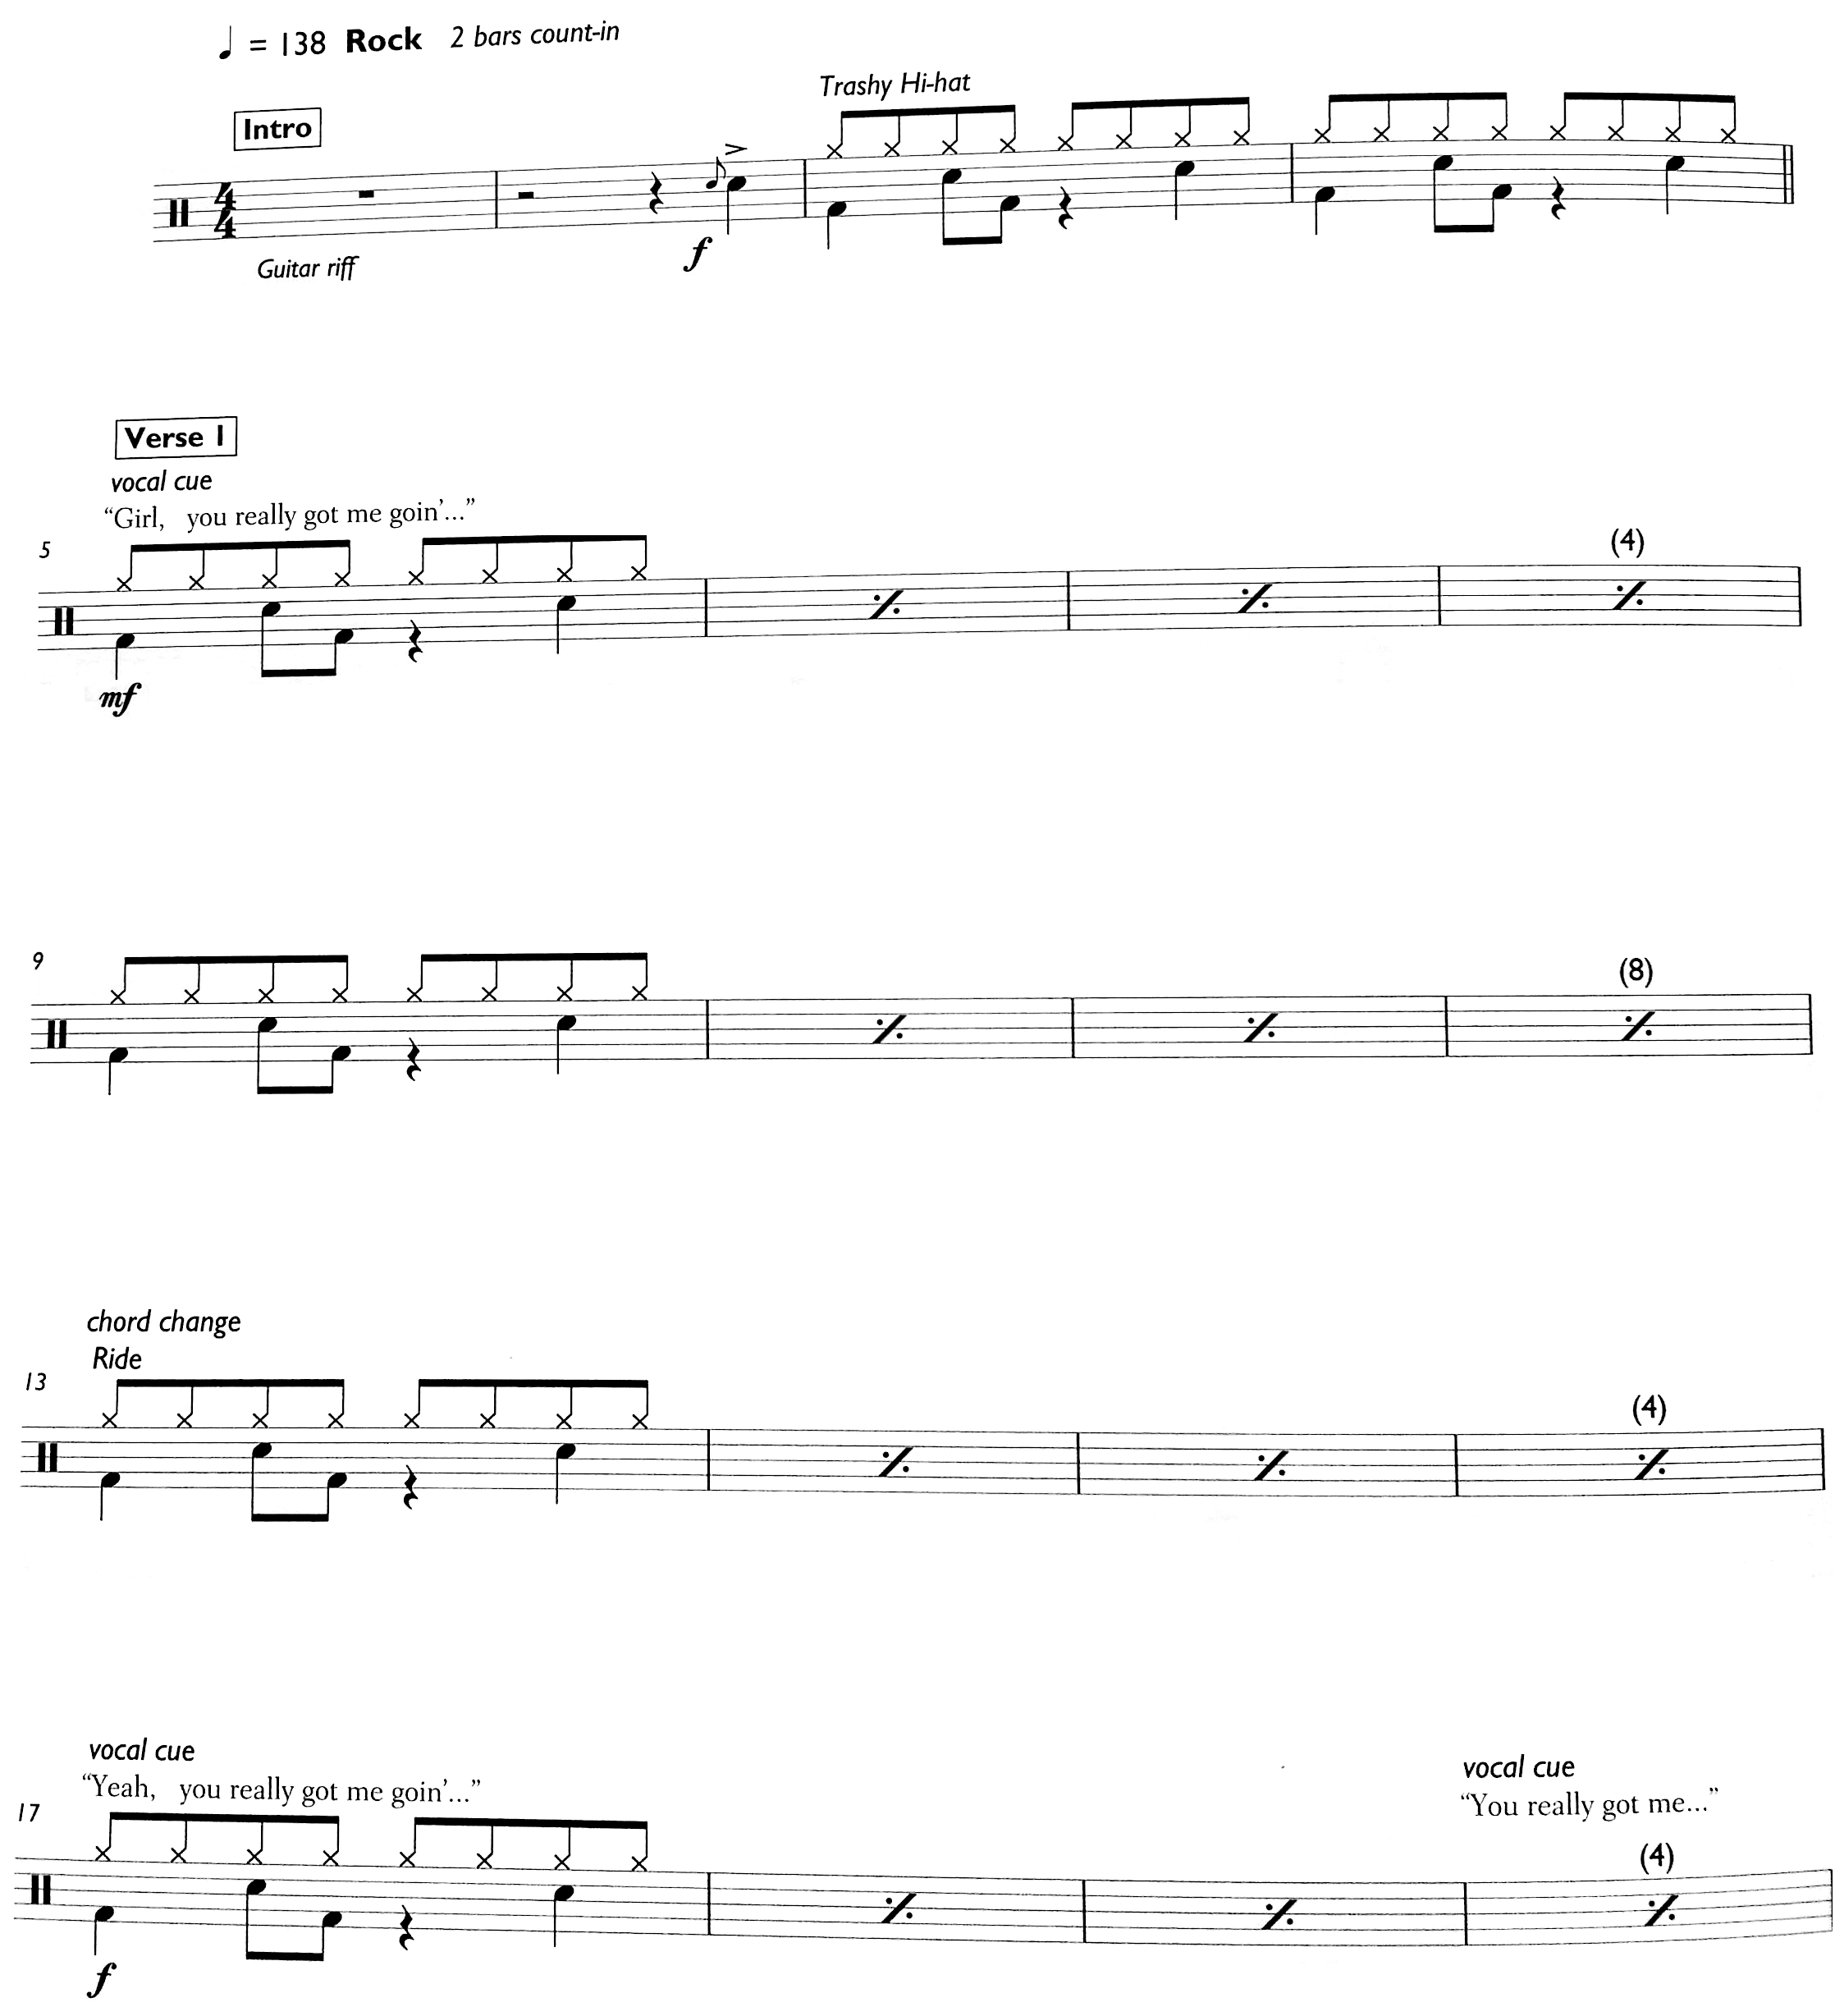 ♩ = 138 Rock 2 bars count-in
Intro
Trashy Hi-hat
4
4
f
Guitar riff
Verse 1
vocal cue
“Girl, you really got me goin’...”
5
(4)
mf
9
(8)
chord change
Ride
13
(4)
vocal cue
“Yeah, you really got me goin’...”
vocal cue
“You really got me...”
17
(4)
f